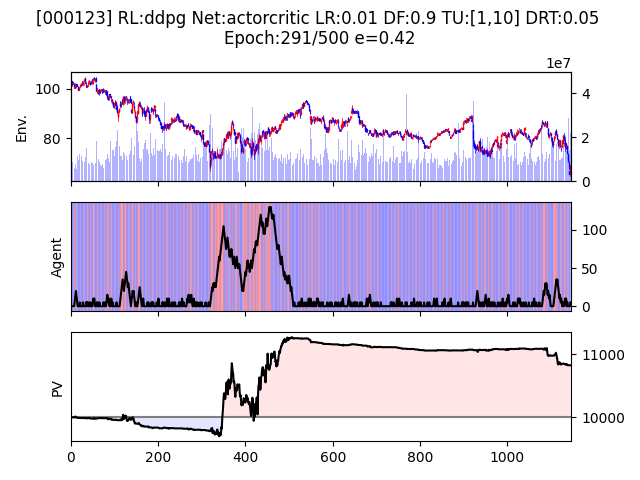 [000123] RL:ddpg Net:actorcritic LR:0.01 DF:0.9 TU:[1,10] DRT:0.05
Epoch:291/500 e=0.42
1e7
Env.
100
80
4
2
0
Agent
100
50
0
PV
11000
10000
0 200 400 600 800 1000